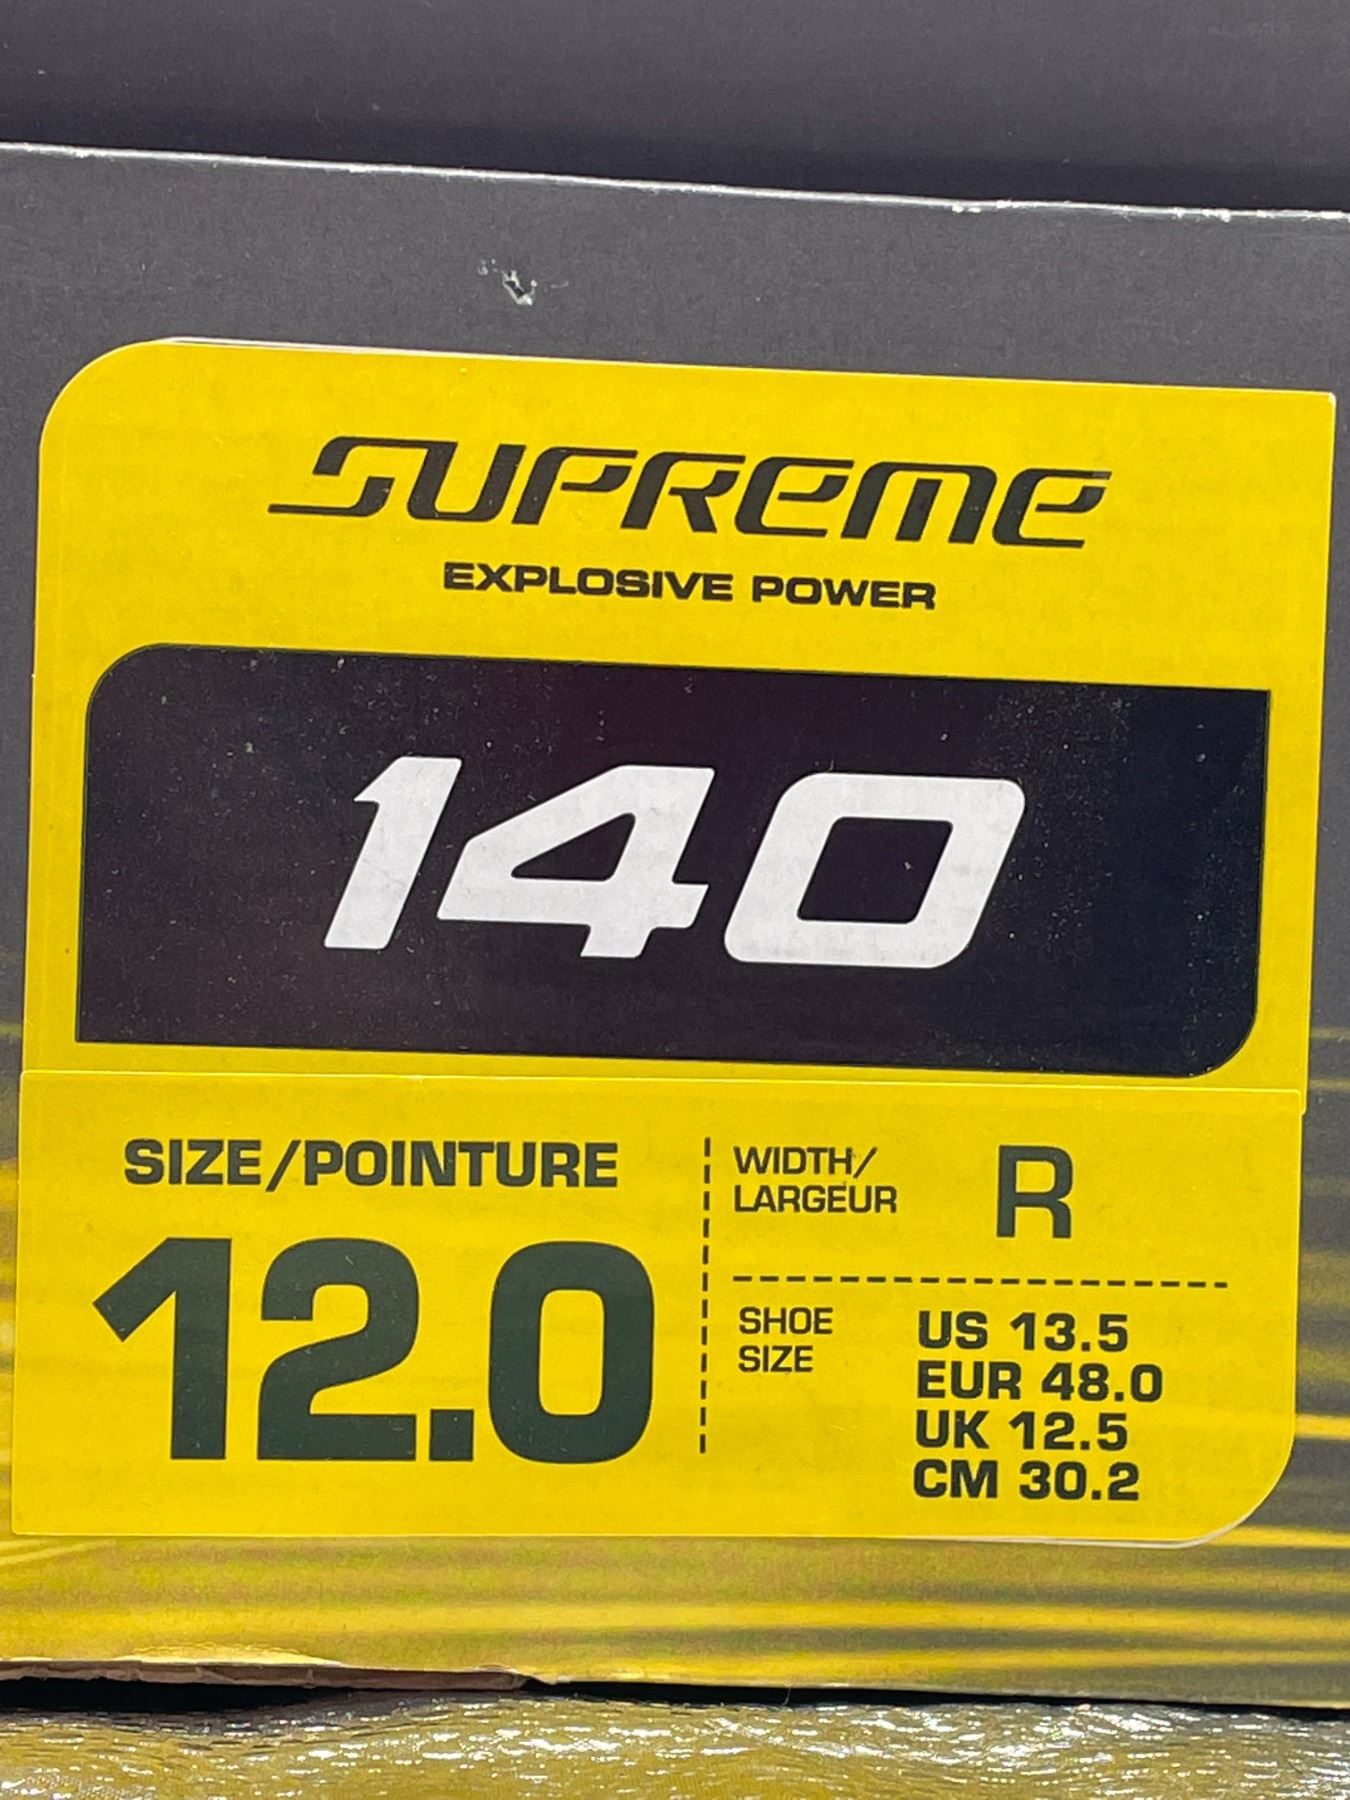 SUPREME
EXPLOSIVE POWER
140
SIZE/POINTURE
12.0
WIDTH/
LARGEUR
R
SHOE
SIZE
US 13.5
EUR 48.0
UK 12.5
CM 30.2